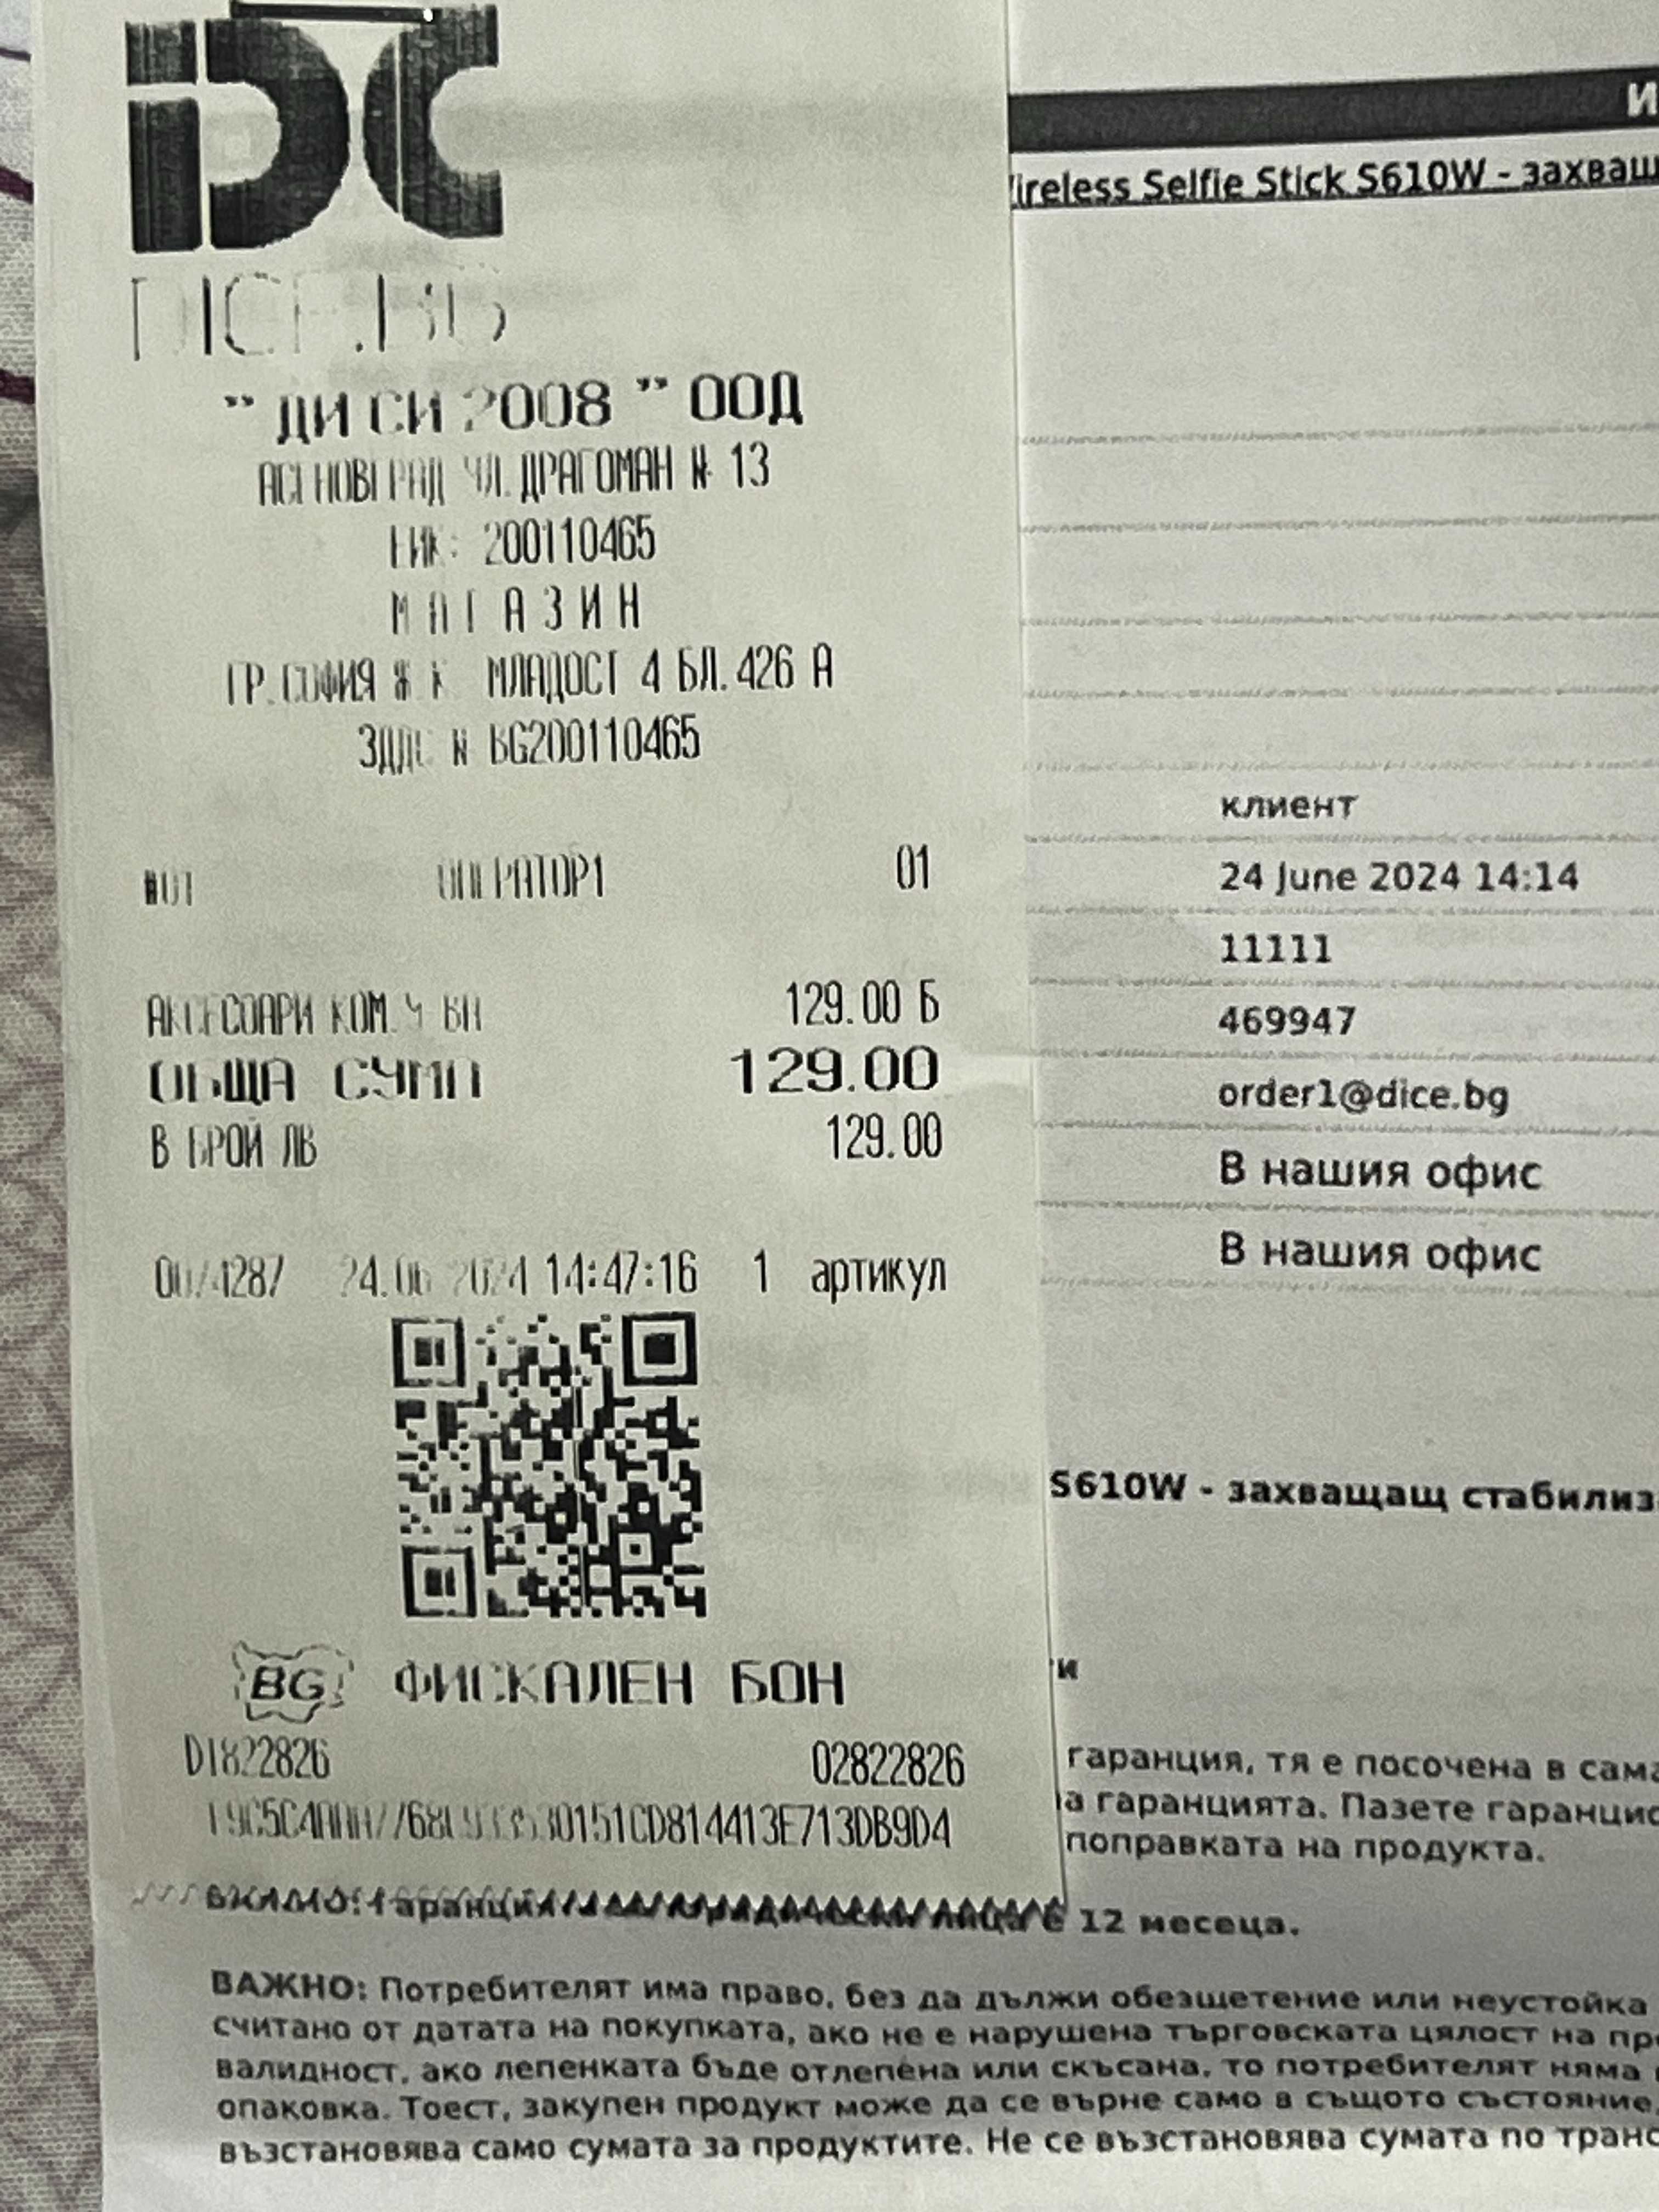 DICE.BG
" ДИ СИ 2008 " ООД
АСЕНОВГРАД УЛ.ДРАГОМАН № 13
ЕИК: 200110465
М А Г А З И Н
ГР.СОФИЯ Ж К МЛАДОСТ 4 БЛ.426 А
ЗДДС N BG200110465
#01 ОПЕРАТОР1 01
АКСЕСОАРИ КОМ.
129.00 Б
ОБЩА СУМА 129.00
В БРОЙ ЛВ 129.00
0074287 24.06.2024 14:47:16 1 артикул
BG ФИСКАЛЕН БОН
02822826
Selfie Stick S610W - захващ
клиент
24 June 2024 14:14
11111
469947
order1@dice.bg
В нашия офис
В нашия офис
S610W - захващащ стабилиз
гаранция, тя е посочена в сама
гаранцията. Пазете гаранцио
поправката на продукта.
12 месеца.
ВАЖНО: Потребителят има право, без да дължи обезщетение или неустойка
считано от датата на покупката, ако не е нарушена търговската цялост на пр
валидност, ако лепенката бъде отлепена или скъсана, то потребителят няма
опаковка. Тоест, закупен продукт може да се върне само в същото състояние,
възстановява само сумата за продуктите. Не се възстановява сумата по транс